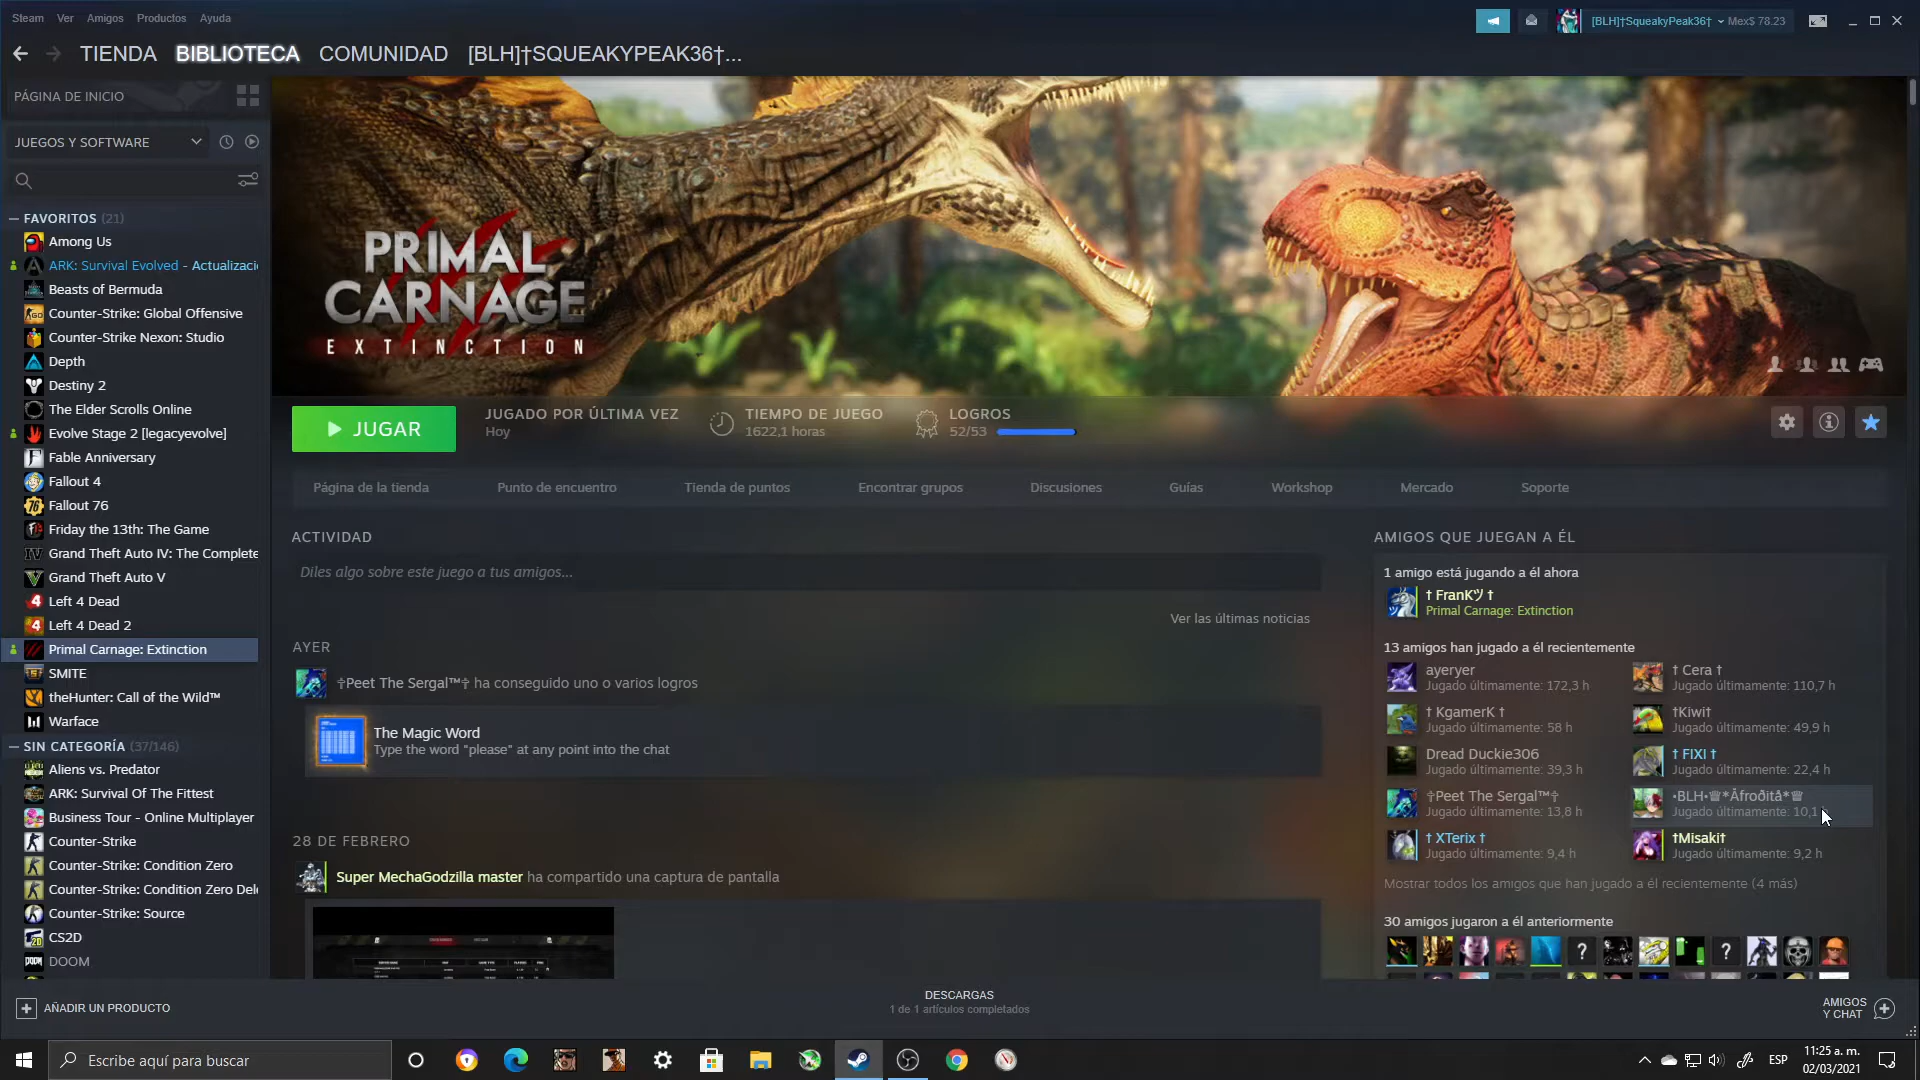 Steam Ver Amigos Productos Ayuda
[BLH]†SqueakyPeak36† Mex$ 78.23
TIENDA BIBLIOTECA COMUNIDAD [BLH]†SQUEAKYPEAK36†...
PÁGINA DE INICIO
JUEGOS Y SOFTWARE
FAVORITOS (21)
Among Us
ARK: Survival Evolved - Actualizaci
Beasts of Bermuda
Counter-Strike: Global Offensive
Counter-Strike Nexon: Studio
Depth
Destiny 2
The Elder Scrolls Online
Evolve Stage 2 [legacyevolve]
Fable Anniversary
Fallout 4
Fallout 76
Friday the 13th: The Game
Grand Theft Auto IV: The Complete
Grand Theft Auto V
Left 4 Dead
Left 4 Dead 2
Primal Carnage: Extinction
SMITE
theHunter: Call of the Wild™
Warface
SIN CATEGORÍA (37/146)
Aliens vs. Predator
ARK: Survival Of The Fittest
Business Tour - Online Multiplayer
Counter-Strike
Counter-Strike: Condition Zero
Counter-Strike: Condition Zero Del
Counter-Strike: Source
CS2D
DOOM
AÑADIR UN PRODUCTO
PRIMAL
CARNAGE
EXTINCTION
JUGAR
JUGADO POR ÚLTIMA VEZ
Hoy
TIEMPO DE JUEGO
1622,1 horas
LOGROS
52/53
Página de la tienda Punto de encuentro Tienda de puntos Encontrar grupos Discusiones Guías Workshop Mercado Soporte
ACTIVIDAD
Diles algo sobre este juego a tus amigos...
Ver las últimas noticias
AYER
✞Peet The Sergal™✞ ha conseguido uno o varios logros
The Magic Word
Type the word "please" at any point into the chat
28 DE FEBRERO
Super MechaGodzilla master ha compartido una captura de pantalla
AMIGOS QUE JUEGAN A ÉL
1 amigo está jugando a él ahora
† FranKツ †
Primal Carnage: Extinction
13 amigos han jugado a él recientemente
ayeryer
Jugado últimamente: 172,3 h
† Cera †
Jugado últimamente: 110,7 h
† KgamerK †
Jugado últimamente: 58 h
†Kiwi†
Jugado últimamente: 49,9 h
Dread Duckie306
Jugado últimamente: 39,3 h
† FIXI †
Jugado últimamente: 22,4 h
✞Peet The Sergal™✞
Jugado últimamente: 13,8 h
•BLH•♕*Åfroðitå*♕
Jugado últimamente: 10,1
† XTerix †
Jugado últimamente: 9,4 h
†Misaki†
Jugado últimamente: 9,2 h
Mostrar todos los amigos que han jugado a él recientemente (4 más)
30 amigos jugaron a él anteriormente
DESCARGAS
1 de 1 artículos completados
AMIGOS
Y CHAT
Escribe aquí para buscar
ESP
11:25 a. m.
02/03/2021